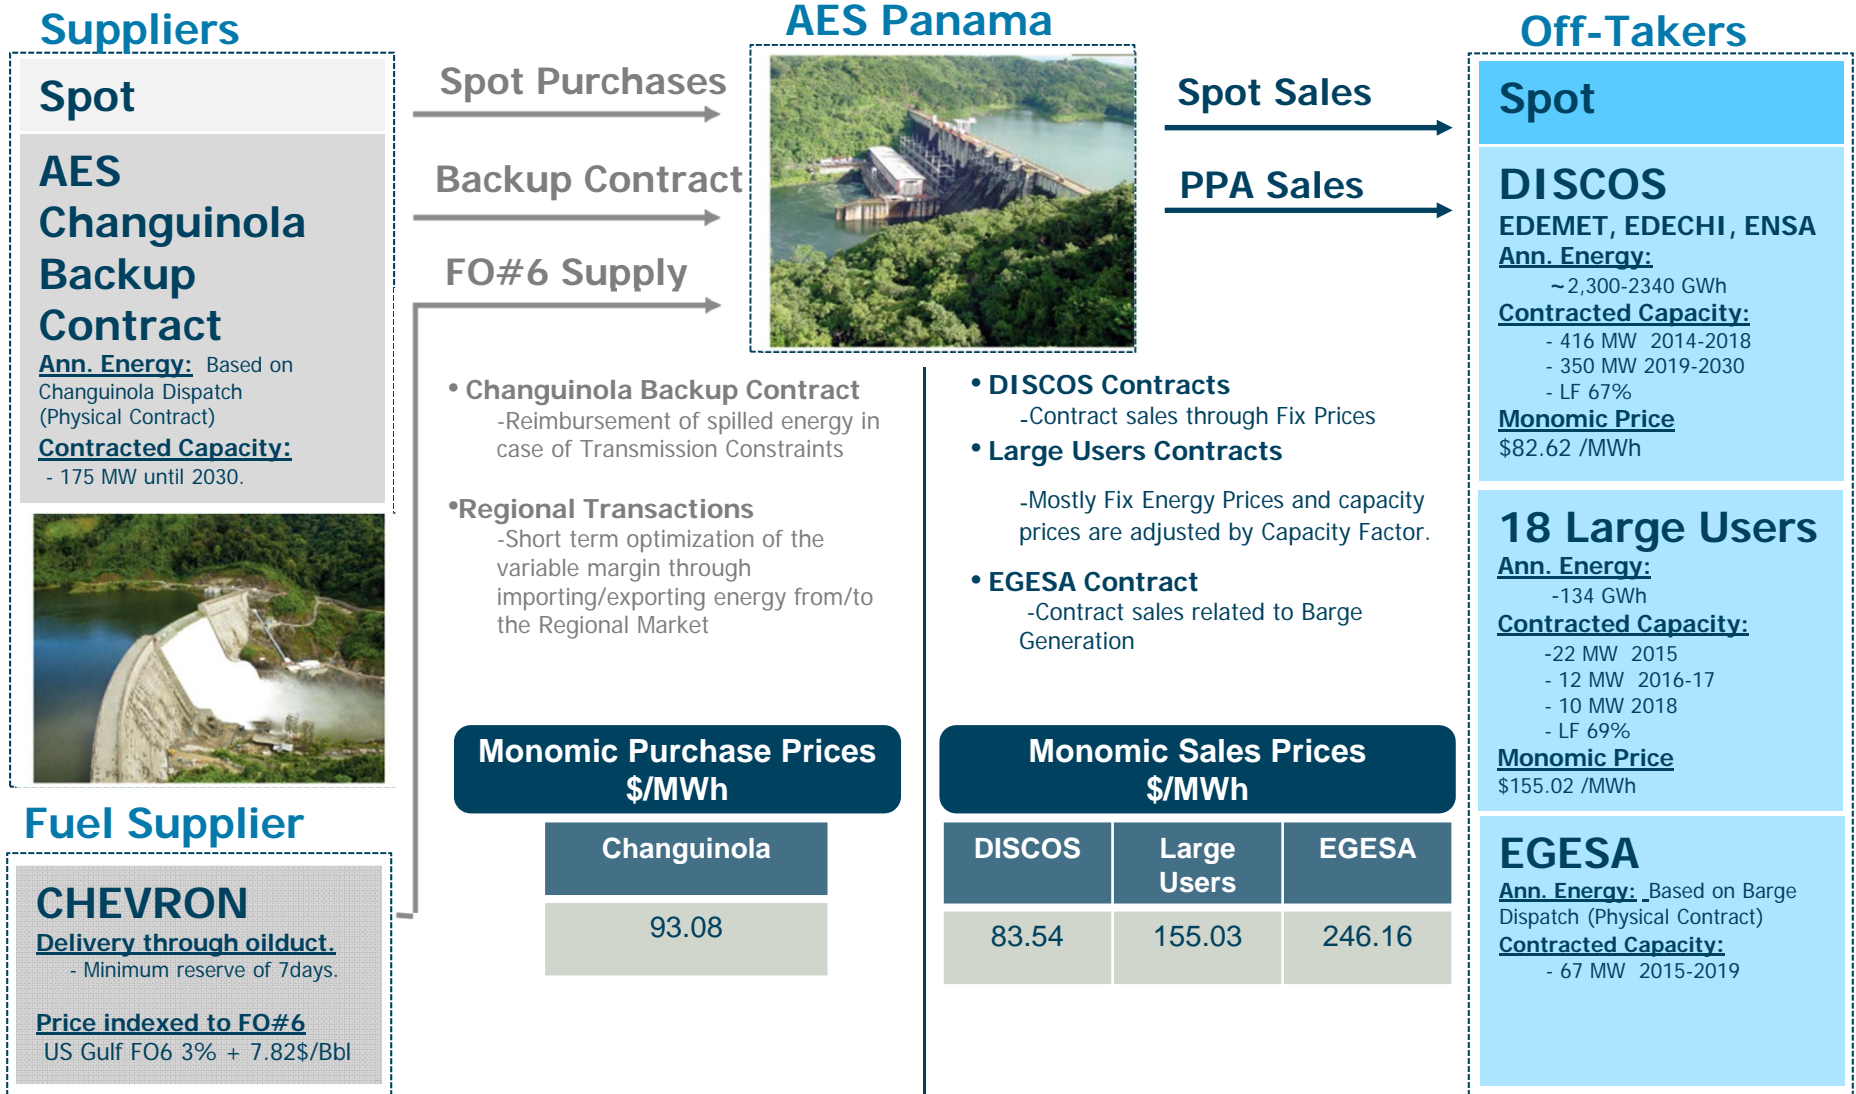 Suppliers
Spot
AES
Changuinola
Backup
Contract
Ann. Energy: Based on
Changuinola Dispatch
(Physical Contract)
Contracted Capacity:
- 175 MW until 2030.
Fuel Supplier
CHEVRON
Delivery through oilduct.
- Minimum reserve of 7days.
Price indexed to FO#6
US Gulf FO6 3% + 7.82$/Bbl
Spot Purchases
Backup Contract
FO#6 Supply
AES Panama
Spot Sales
PPA Sales
• Changuinola Backup Contract
-Reimbursement of spilled energy in
case of Transmission Constraints
•Regional Transactions
-Short term optimization of the
variable margin through
importing/exporting energy from/to
the Regional Market
Monomic Purchase Prices
$/MWh
Changuinola
93.08
• DISCOS Contracts
-Contract sales through Fix Prices
• Large Users Contracts
-Mostly Fix Energy Prices and capacity
prices are adjusted by Capacity Factor.
• EGESA Contract
-Contract sales related to Barge
Generation
Monomic Sales Prices
$/MWh
DISCOS
Large
Users
EGESA
83.54
155.03
246.16
Off-Takers
Spot
DISCOS
EDEMET, EDECHI, ENSA
Ann. Energy:
~2,300-2340 GWh
Contracted Capacity:
- 416 MW 2014-2018
- 350 MW 2019-2030
- LF 67%
Monomic Price
$82.62 /MWh
18 Large Users
Ann. Energy:
-134 GWh
Contracted Capacity:
-22 MW 2015
- 12 MW 2016-17
- 10 MW 2018
- LF 69%
Monomic Price
$155.02 /MWh
EGESA
Ann. Energy: Based on Barge
Dispatch (Physical Contract)
Contracted Capacity:
- 67 MW 2015-2019